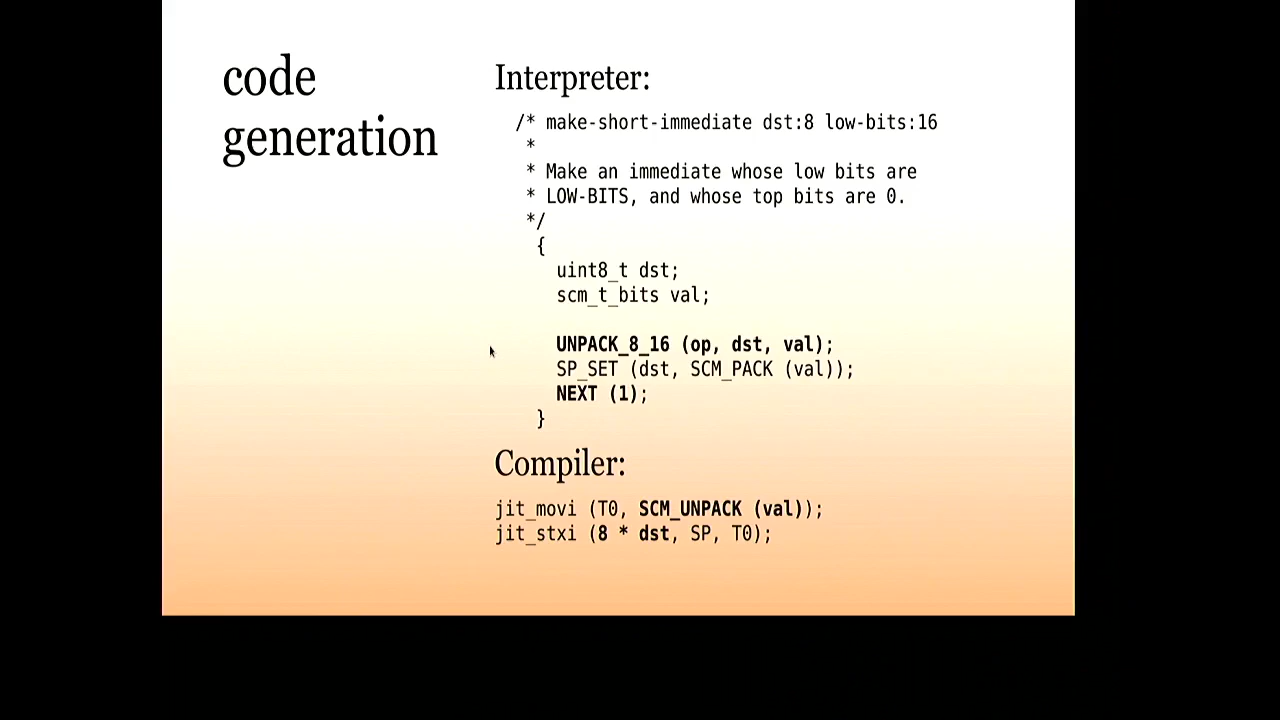 code
generation
Interpreter:
/* make-short-immediate dst:8 low-bits:16
*
* Make an immediate whose low bits are
* LOW-BITS, and whose top bits are 0.
*/
{
uint8_t dst;
scm_t_bits val;
UNPACK_8_16 (op, dst, val);
SP_SET (dst, SCM_PACK (val));
NEXT (1);
}
Compiler:
jit_movi (T0, SCM_UNPACK (val));
jit_stxi (8 * dst, SP, T0);